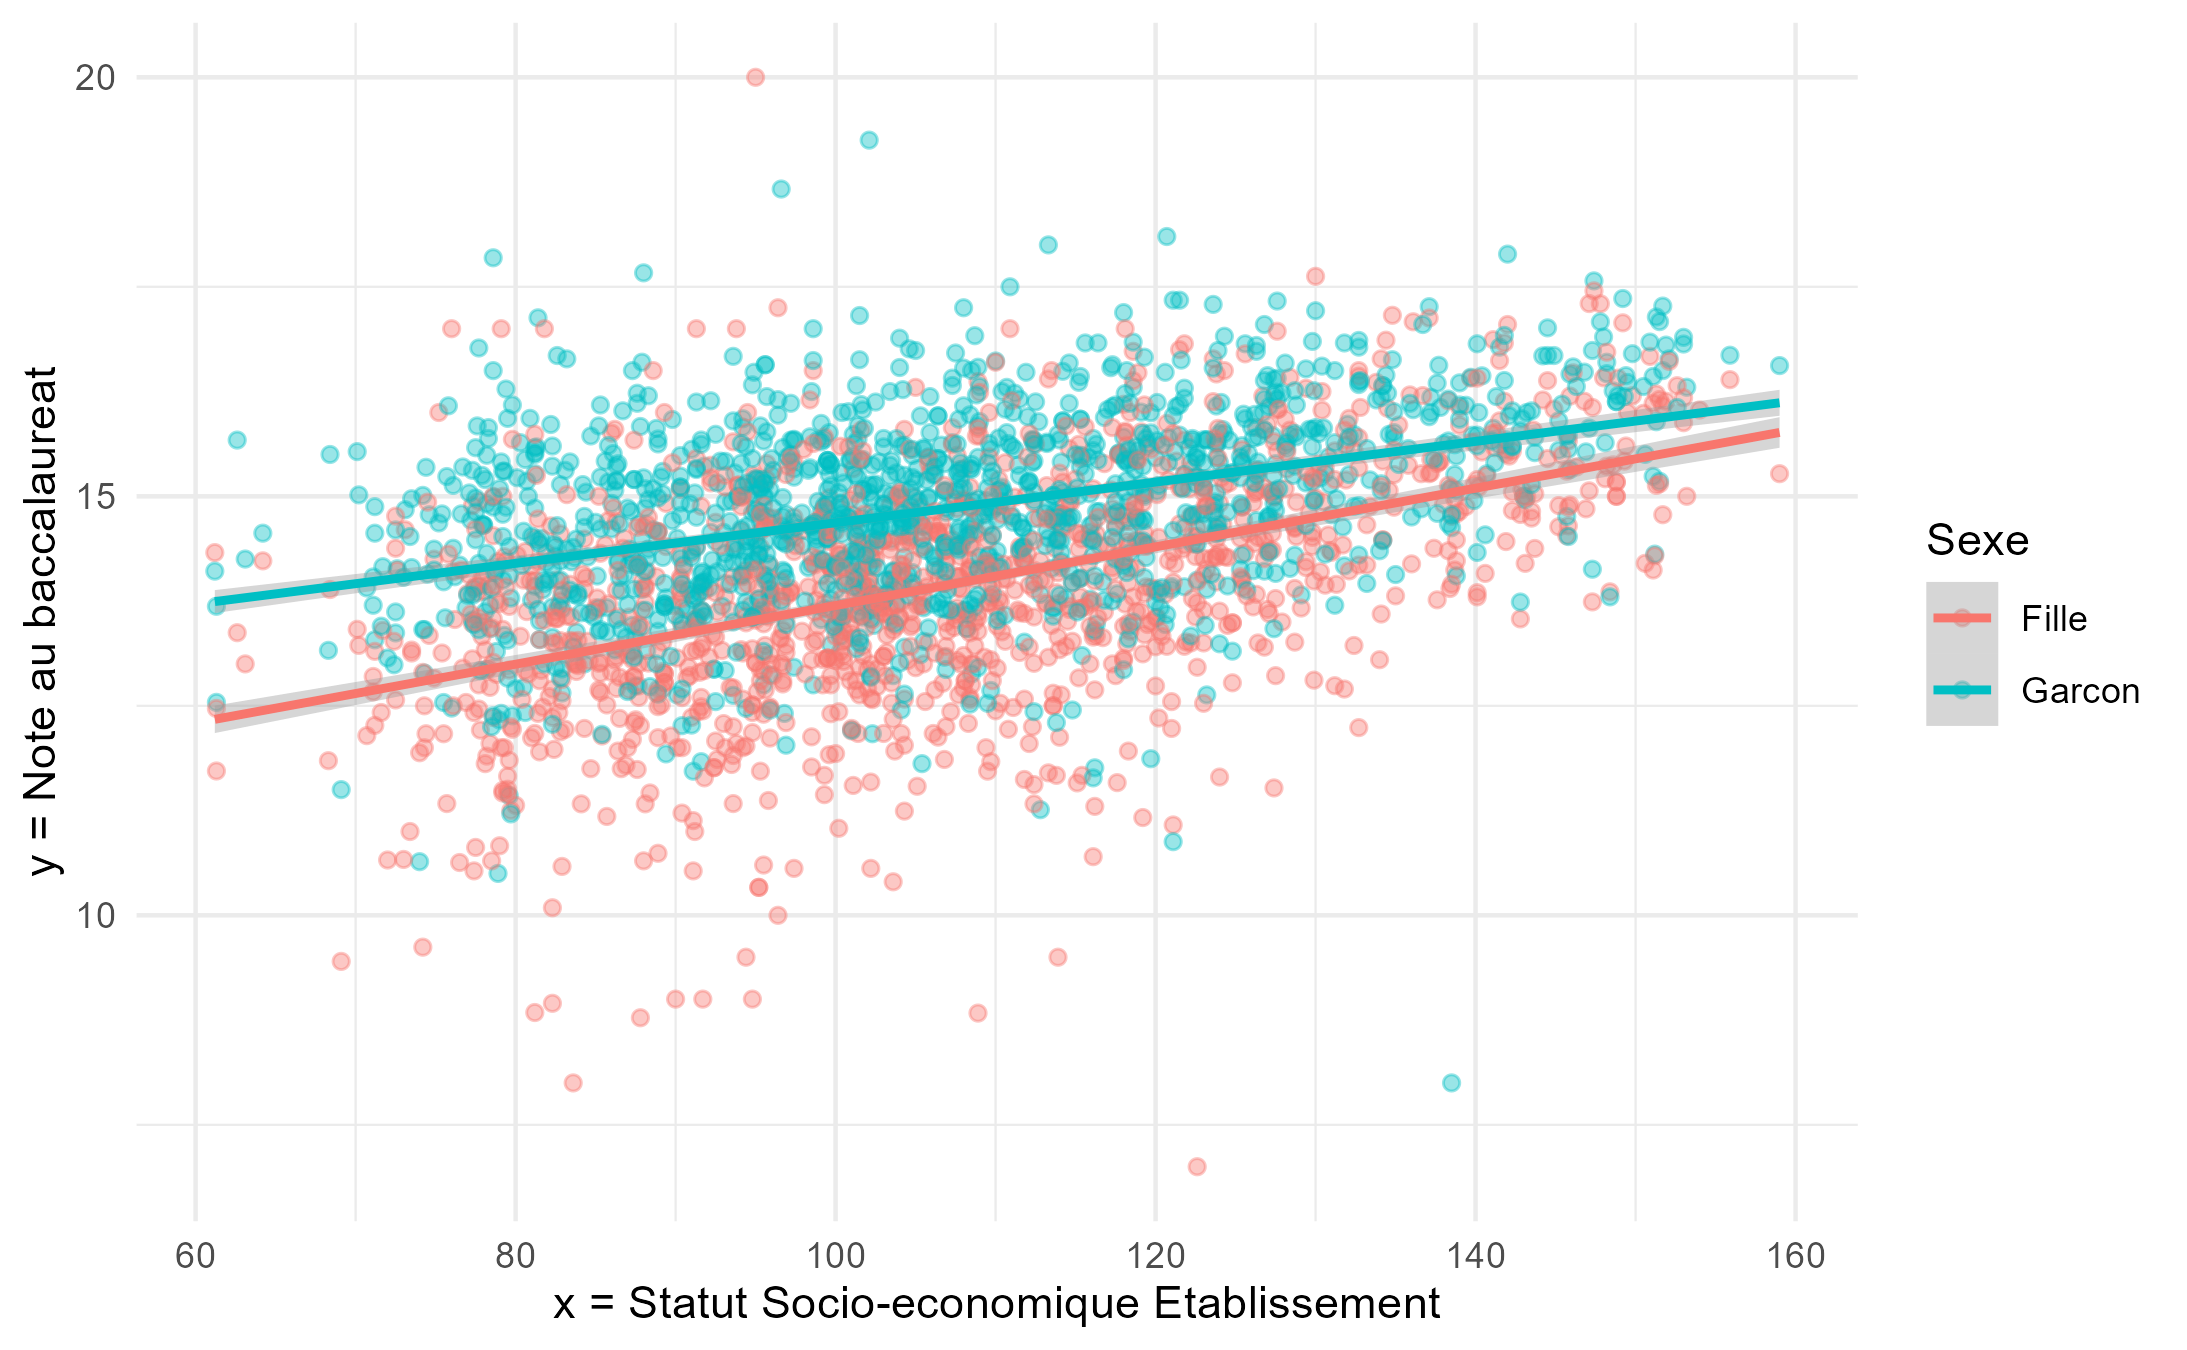 20
15
10
y = Note au baccalaureat
60 80 100 120 140 160
x = Statut Socio-economique Etablissement
Sexe
Fille
Garcon